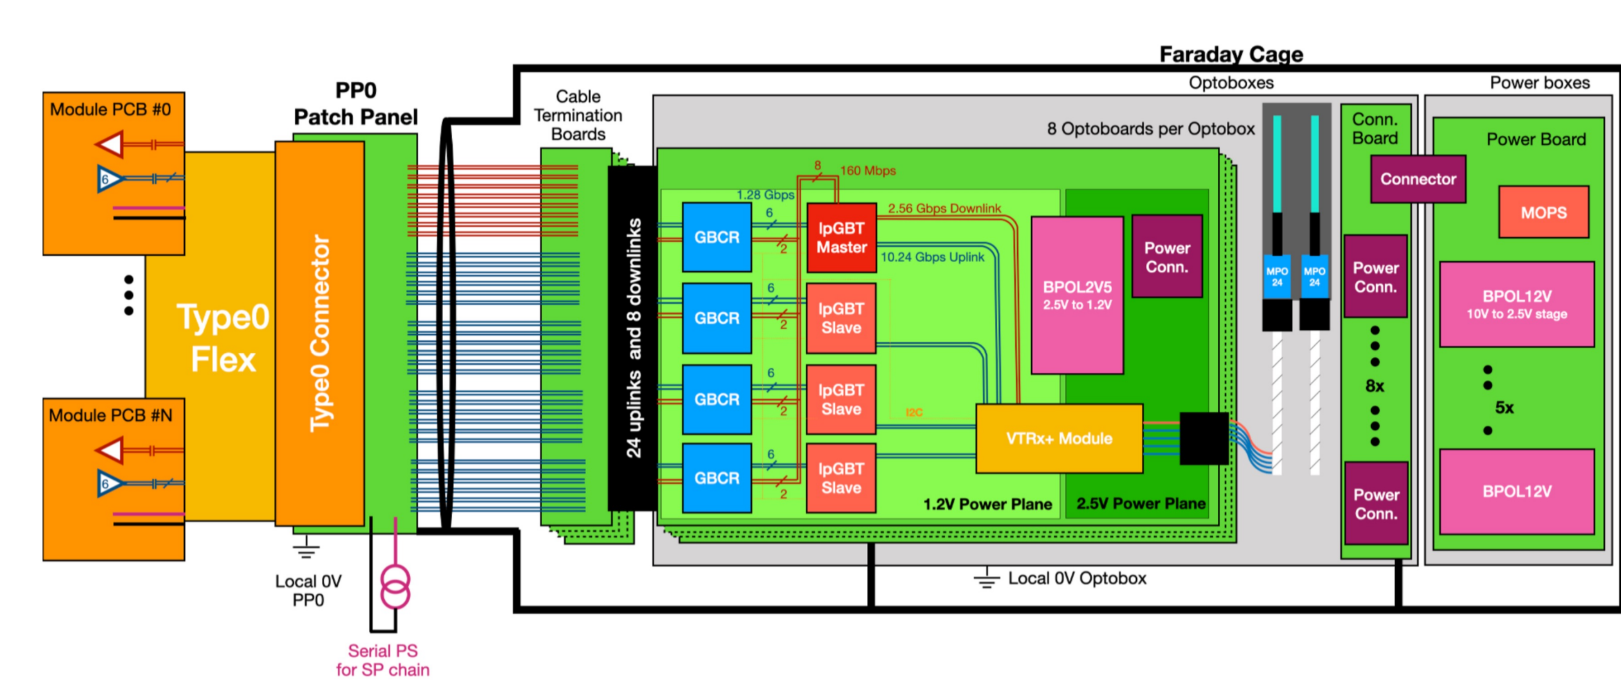 Faraday Cage
Optoboxes
Power boxes
PP0
Patch Panel
Cable
Termination
Boards
Module PCB #0
6
Type0
Flex
Type0 Connector
Module PCB #N
6
Local 0V
PP0
Serial PS
for SP chain
24 uplinks and 8 downlinks
8 Optoboards per Optobox
8
160 Mbps
1.28 Gbps
6
GBCR
2
lpGBT
Master
2.56 Gbps Downlink
10.24 Gbps Uplink
6
GBCR
2
lpGBT
Slave
6
GBCR
2
lpGBT
Slave
6
GBCR
2
lpGBT
Slave
I2C
BPOL2V5
2.5V to 1.2V
Power
Conn.
VTRx+ Module
1.2V Power Plane
2.5V Power Plane
Local 0V Optobox
MPO
24
MPO
24
Conn.
Board
Connector
Power
Conn.
8x
Power
Conn.
Power Board
MOPS
BPOL12V
10V to 2.5V stage
5x
BPOL12V